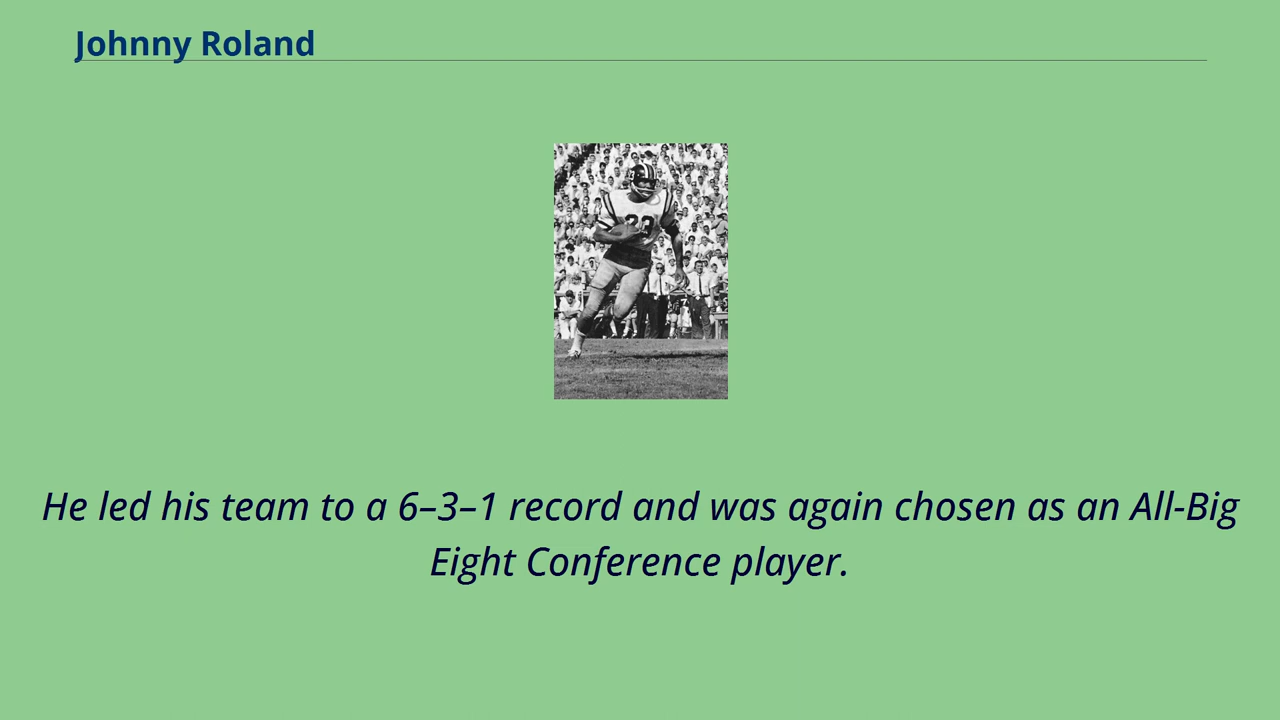 Johnny Roland
23
He led his team to a 6–3–1 record and was again chosen as an All-Big
Eight Conference player.